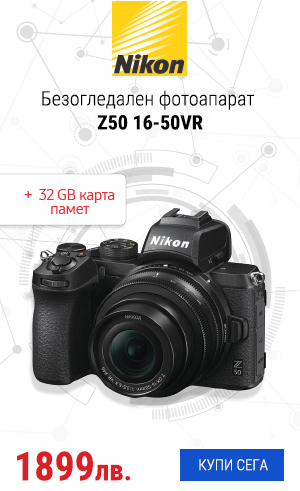 Nikon
Безогледален фотоапарат
Z50 16-50VR
+ 32 GB карта
памет
Nikon
Z
50
1899лв.
КУПИ СЕГА